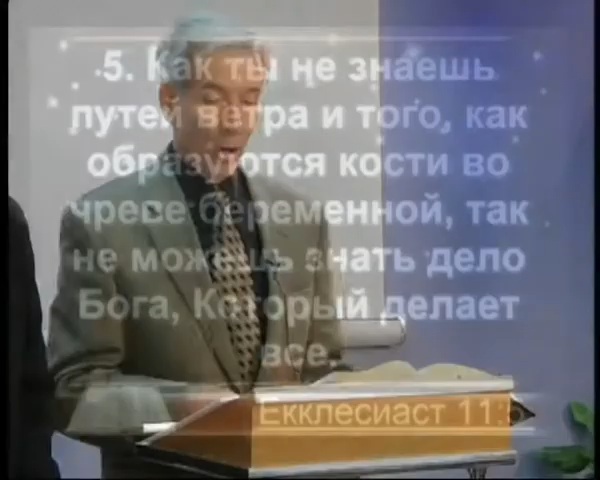 5. Как ты не знаешь
путей ветра и того, как
образуются кости во
чреве беременной, так
не можешь знать дело
Бога, Который делает
все.
Екклесиаст 11:5